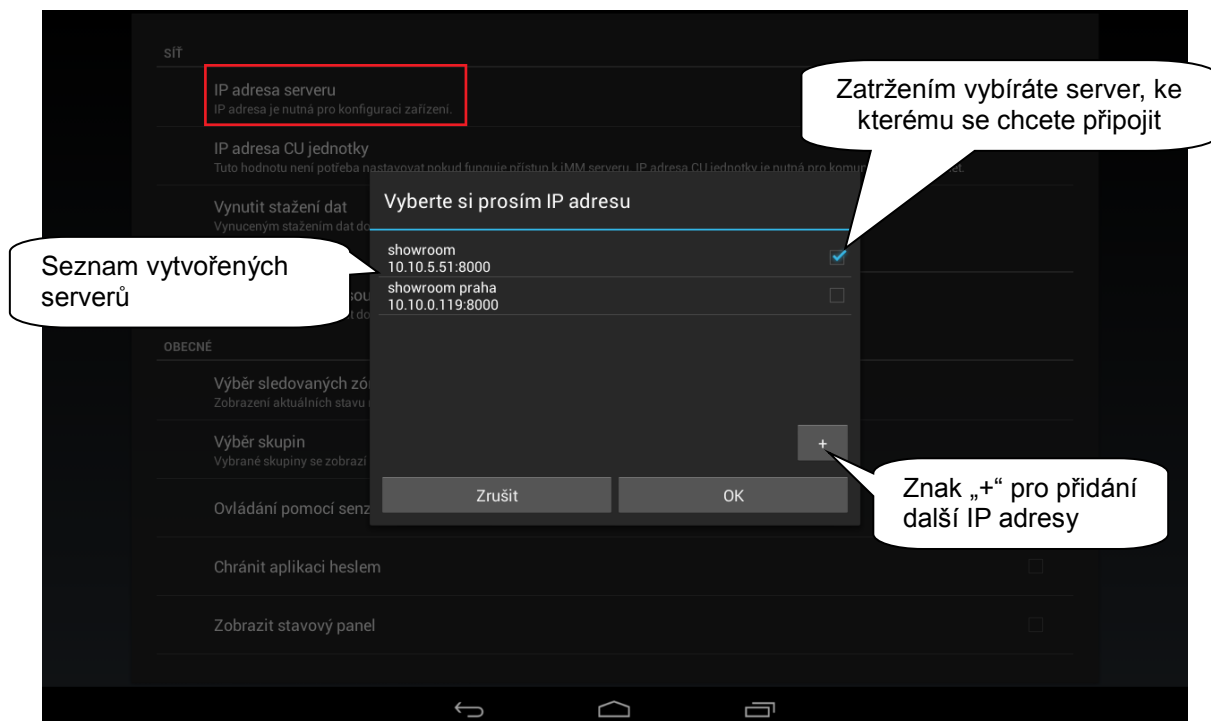 SÍŤ
IP adresa serveru
IP adresa je nutná pro konfiguraci zařízení.
Zatržením vybíráte server, ke
kterému se chcete připojit
IP adresa CU jednotky
Tuto hodnotu není potřeba nastavovat pokud funguje přístup k iMM serveru. IP adresa CU jednotky je nutná pro komu
Vyberte si prosím IP adresu
Vynutit stažení dat
Vynuceným stažením dat do
showroom
10.10.5.51:8000
Seznam vytvořených
serverů
showroom praha
10.10.0.119:8000
OBECNÉ
Výběr sledovaných zó
Zobrazení aktuálních stavu
+
Výběr skupin
Vybrané skupiny se zobrazí
Znak „+“ pro přidání
další IP adresy
Zrušit
OK
Ovládání pomocí senz
Chránit aplikaci heslem
Zobrazit stavový panel